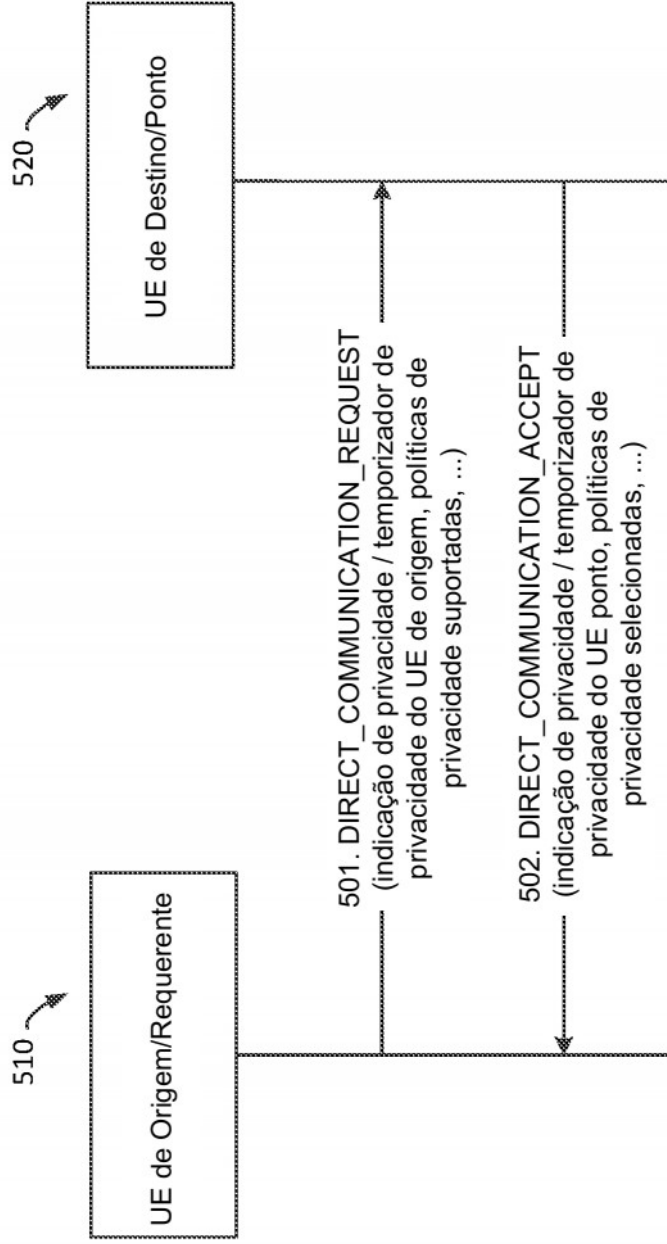 510
520
UE de Origem/Requerente
UE de Destino/Ponto
501. DIRECT_COMMUNICATION_REQUEST
(indicação de privacidade / temporizador de
privacidade do UE de origem, políticas de
privacidade suportadas, ...)
502. DIRECT_COMMUNICATION_ACCEPT
(indicação de privacidade / temporizador de
privacidade do UE ponto, políticas de
privacidade selecionadas, ...)